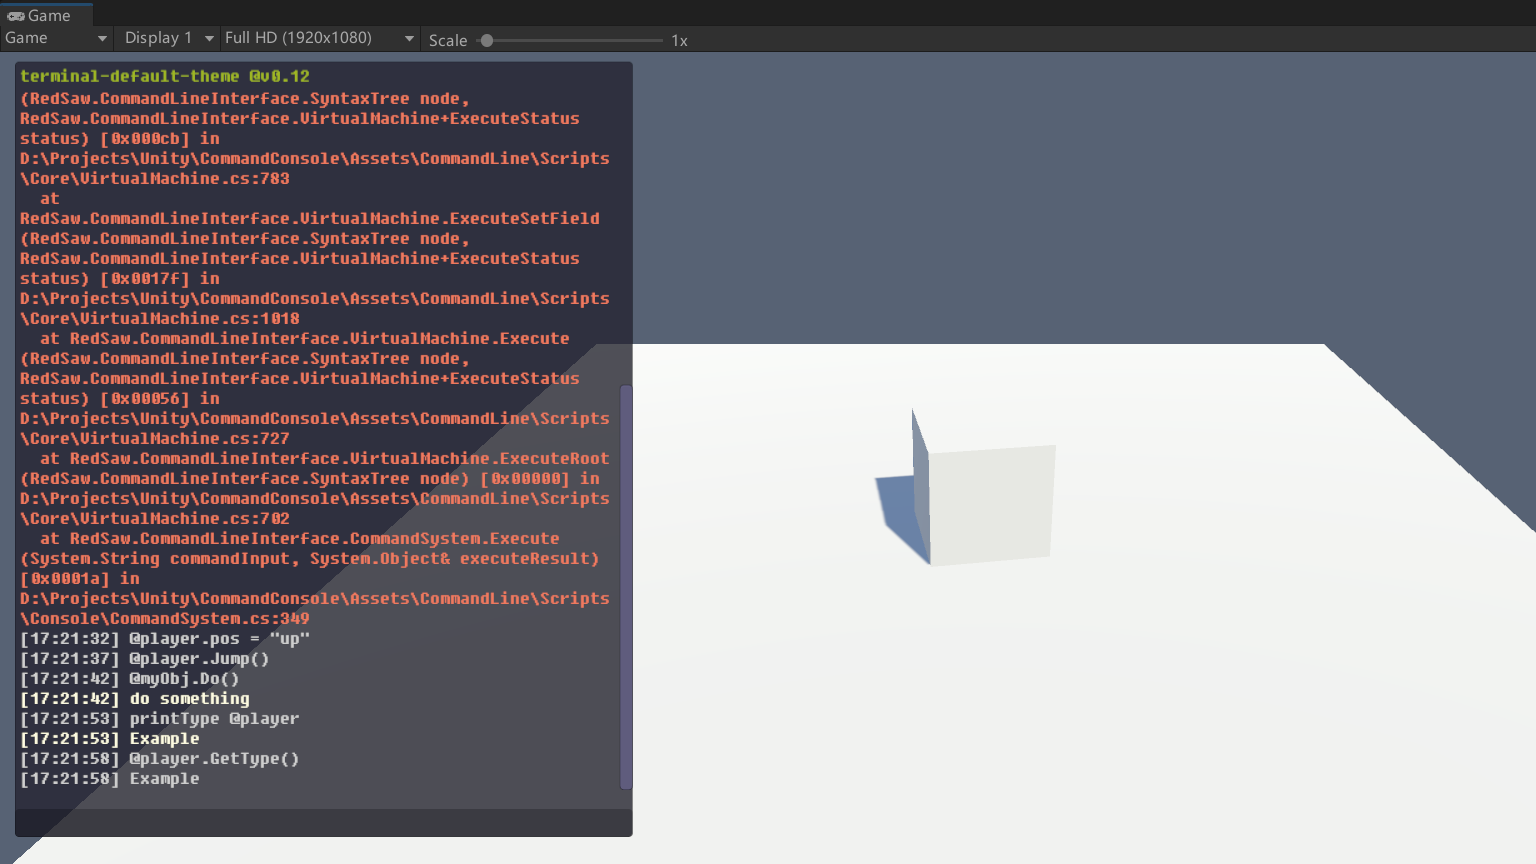 Game
Game Display 1 Full HD (1920x1080) Scale 1x
terminal-default-theme @v0.12
(RedSaw.CommandLineInterface.SyntaxTree node,
RedSaw.CommandLineInterface.VirtualMachine+ExecuteStatus
status) [0x000cb] in
D:\Projects\Unity\CommandConsole\Assets\CommandLine\Scripts
\Core\VirtualMachine.cs:783
at
RedSaw.CommandLineInterface.VirtualMachine.ExecuteSetField
(RedSaw.CommandLineInterface.SyntaxTree node,
RedSaw.CommandLineInterface.VirtualMachine+ExecuteStatus
status) [0x0017f] in
D:\Projects\Unity\CommandConsole\Assets\CommandLine\Scripts
\Core\VirtualMachine.cs:1018
at RedSaw.CommandLineInterface.VirtualMachine.Execute
(RedSaw.CommandLineInterface.SyntaxTree node,
RedSaw.CommandLineInterface.VirtualMachine+ExecuteStatus
status) [0x00056] in
D:\Projects\Unity\CommandConsole\Assets\CommandLine\Scripts
\Core\VirtualMachine.cs:727
at RedSaw.CommandLineInterface.VirtualMachine.ExecuteRoot
(RedSaw.CommandLineInterface.SyntaxTree node) [0x00000] in
D:\Projects\Unity\CommandConsole\Assets\CommandLine\Scripts
\Core\VirtualMachine.cs:702
at RedSaw.CommandLineInterface.CommandSystem.Execute
(System.String commandInput, System.Object& executeResult)
[0x0001a] in
D:\Projects\Unity\CommandConsole\Assets\CommandLine\Scripts
\Console\CommandSystem.cs:349
[17:21:32] @player.pos = "up"
[17:21:37] @player.Jump()
[17:21:42] @myObj.Do()
[17:21:42] do something
[17:21:53] printType @player
[17:21:53] Example
[17:21:58] @player.GetType()
[17:21:58] Example